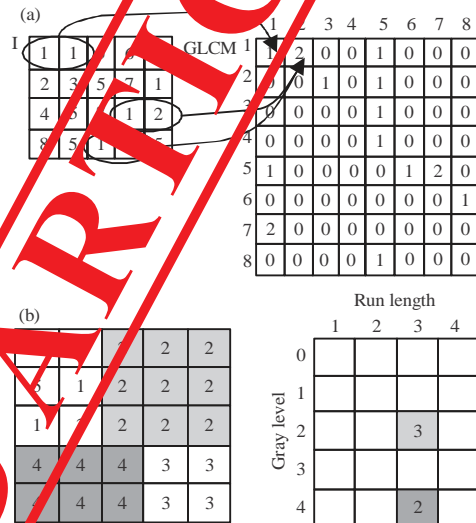 (a)
1 2 3 4 5 6 7 8
I 1 1 GLCM 1 1 2 0 0 1 0 0 0
2 3 5 7 1 2 0 0 1 0 1 0 0 0
4 5 1 2 3 0 0 0 0 1 0 0 0
8 5 1 5 4 0 0 0 0 1 0 0 0
5 1 0 0 0 0 1 2 0
6 0 0 0 0 0 0 0 1
7 2 0 0 0 0 0 0 0
8 0 0 0 0 1 0 0 0
ARTIC
(b)
2 2
1 2 2 2
1 2 2 2
4 4 4 3 3
4 4 4 3 3
Run length
1 2 3 4
Gray level
0
1
2 3
3
4 2